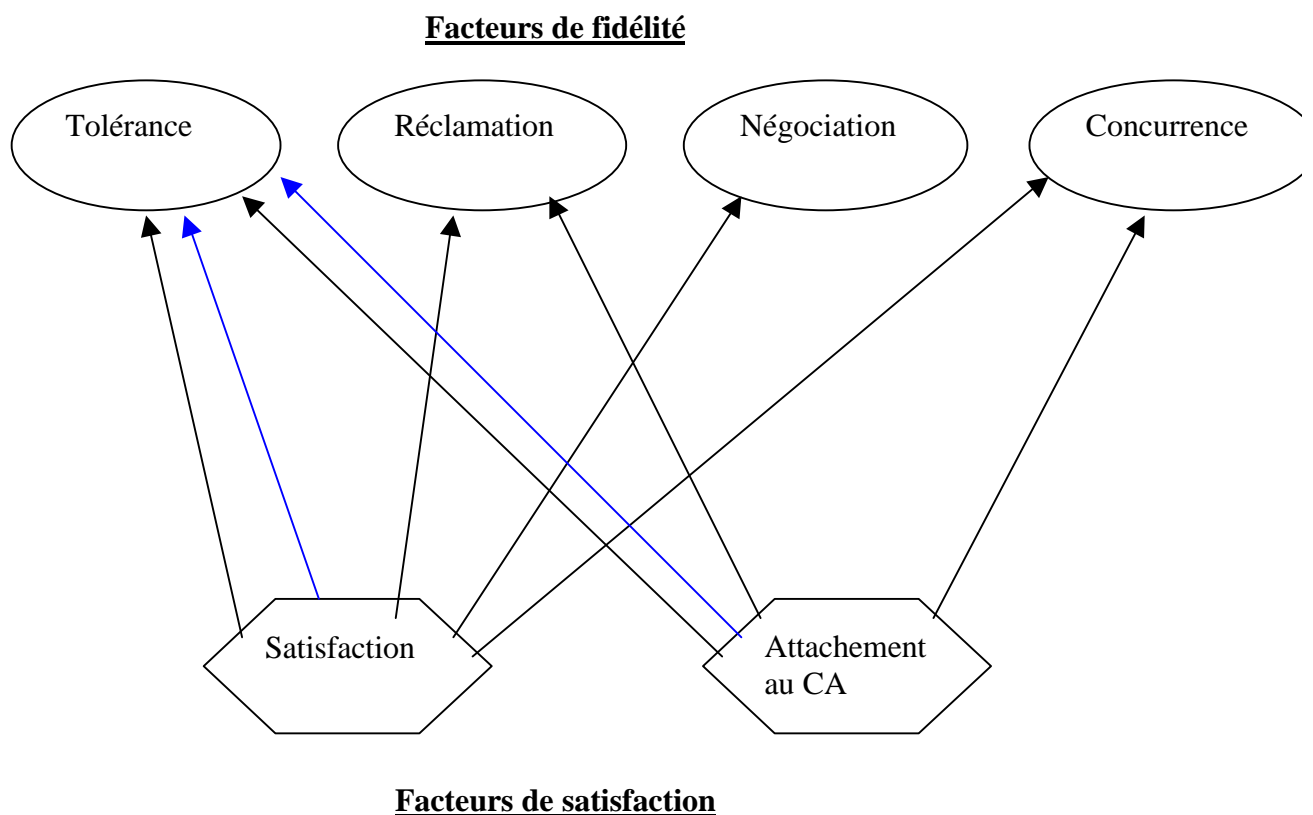 Facteurs de fidélité
Tolérance
Réclamation
Négociation
Concurrence
Satisfaction
Attachement
au CA
Facteurs de satisfaction